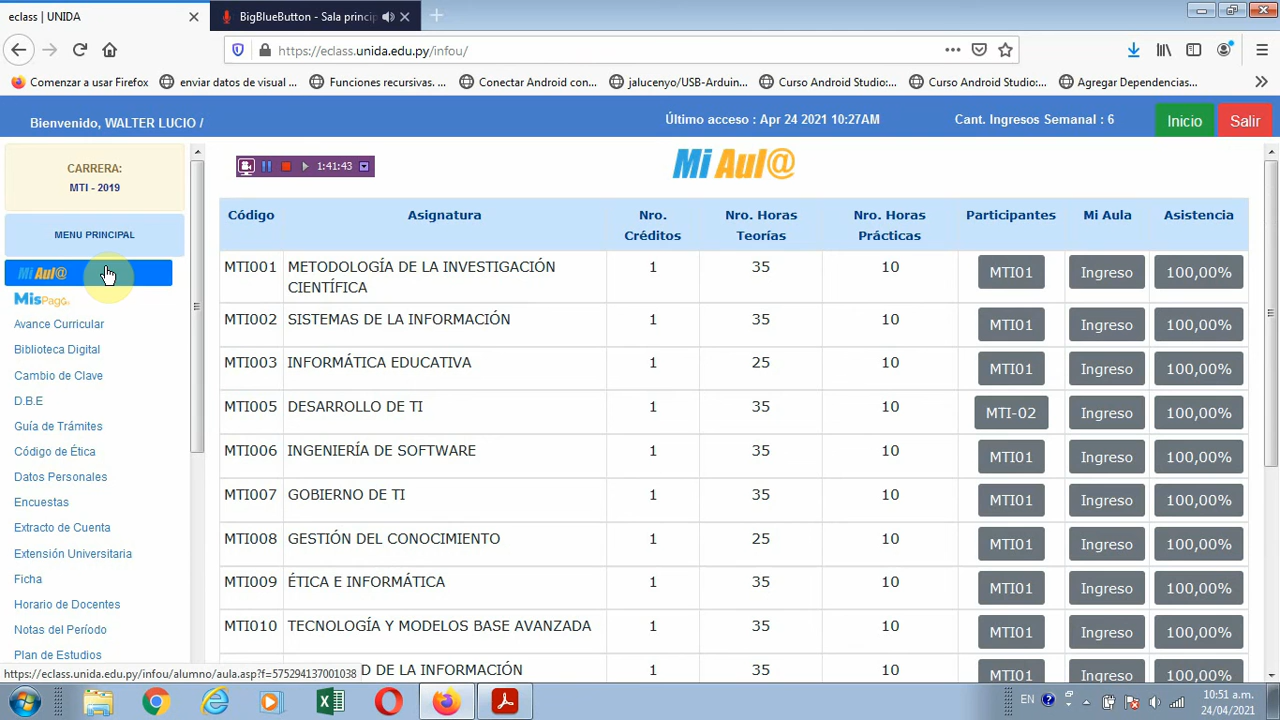 eclass | UNIDA
BigBlueButton - Sala princip
https://eclass.unida.edu.py/infou/
Comenzar a usar Firefox
enviar datos de visual ...
Funciones recursivas. ...
Conectar Android con...
jalucenyo/USB-Arduin...
Curso Android Studio:...
Curso Android Studio:...
Agregar Dependencias...
Bienvenido, WALTER LUCIO /
Último acceso : Apr 24 2021 10:27AM
Cant. Ingresos Semanal : 6
Inicio
Salir
CARRERA:
MTI - 2019
MENU PRINCIPAL
Mi Aul@
MisPago
Avance Curricular
Biblioteca Digital
Cambio de Clave
D.B.E
Guía de Trámites
Código de Ética
Datos Personales
Encuestas
Extracto de Cuenta
Extensión Universitaria
Ficha
Horario de Docentes
Notas del Período
Plan de Estudios
1:41:43
Mi Aul@
Código Asignatura Nro. Créditos Nro. Horas Teorías Nro. Horas Prácticas Participantes Mi Aula Asistencia
MTI001 METODOLOGÍA DE LA INVESTIGACIÓN CIENTÍFICA 1 35 10 MTI01 Ingreso 100,00%
MTI002 SISTEMAS DE LA INFORMACIÓN 1 35 10 MTI01 Ingreso 100,00%
MTI003 INFORMÁTICA EDUCATIVA 1 25 10 MTI01 Ingreso 100,00%
MTI005 DESARROLLO DE TI 1 35 10 MTI-02 Ingreso 100,00%
MTI006 INGENIERÍA DE SOFTWARE 1 35 10 MTI01 Ingreso 100,00%
MTI007 GOBIERNO DE TI 1 35 10 MTI01 Ingreso 100,00%
MTI008 GESTIÓN DEL CONOCIMIENTO 1 25 10 MTI01 Ingreso 100,00%
MTI009 ÉTICA E INFORMÁTICA 1 35 10 MTI01 Ingreso 100,00%
MTI010 TECNOLOGÍA Y MODELOS BASE AVANZADA 1 35 10 MTI01 Ingreso 100,00%
D DE LA INFORMACIÓN 1 35 10 MTI01 Ingreso 100,00%
https://eclass.unida.edu.py/infou/alumno/aula.asp?f=575294137001038
EN
10:51 a.m.
24/04/2021